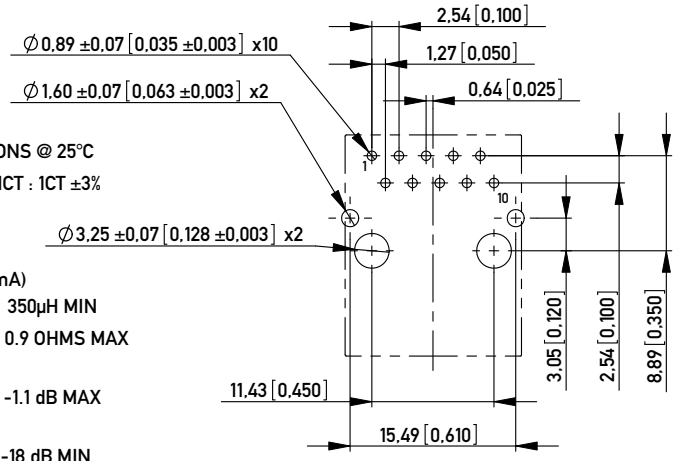 2,54 [0,100]
Ø 0,89 ±0,07 [0,035 ±0,003] x10
1,27 [0,050]
Ø 1,60 ±0,07 [0,063 ±0,003] x2
0,64 [0,025]
ONS @ 25°C
1CT : 1CT ±3%
1
10
Ø 3,25 ±0,07 [0,128 ±0,003] x2
mA)
350µH MIN
0.9 OHMS MAX
3,05 [0,120]
2,54 [0,100]
8,89 [0,350]
-1.1 dB MAX
11,43 [0,450]
15,49 [0,610]
-18 dB MIN